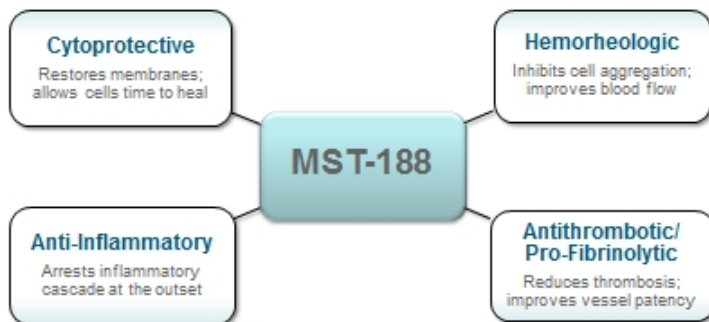 Cytoprotective
Restores membranes;
allows cells time to heal
Hemorheologic
Inhibits cell aggregation;
improves blood flow
MST-188
Anti-Inflammatory
Arrests inflammatory
cascade at the outset
Antithrombotic/
Pro-Fibrinolytic
Reduces thrombosis;
improves vessel patency